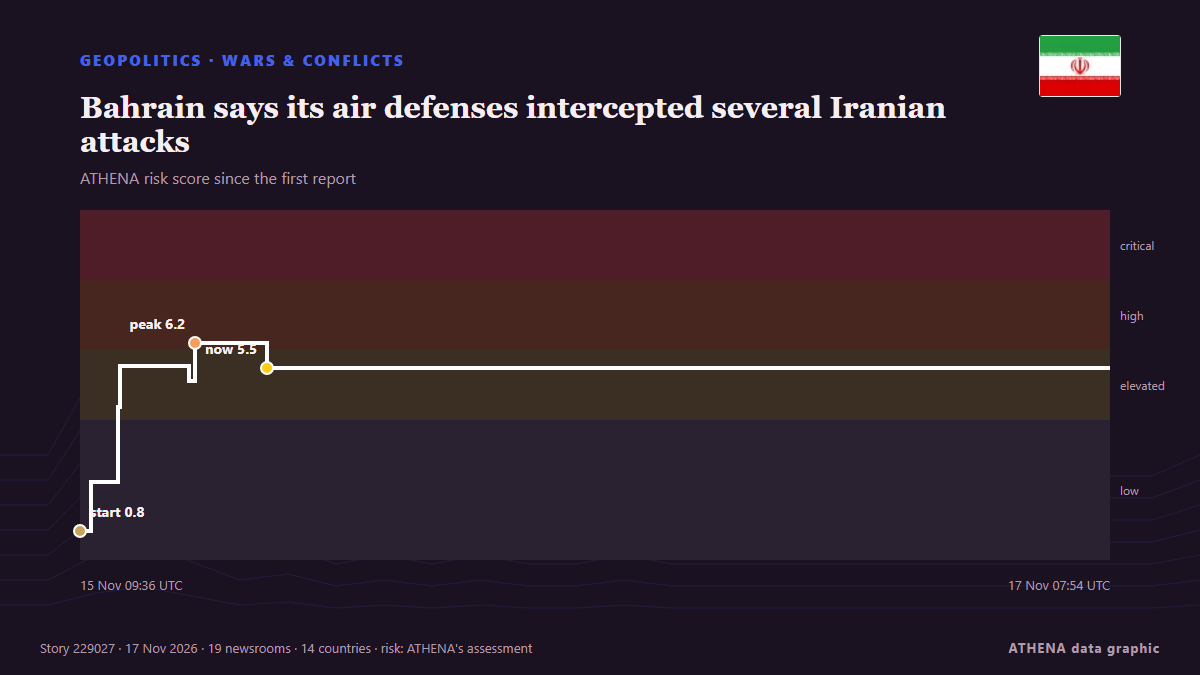 GEOPOLITICS · WARS & CONFLICTS
Bahrain says its air defenses intercepted several Iranian
attacks
ATHENA risk score since the first report
critical
peak 6.2
high
now 5.5
elevated
low
start 0.8
15 Nov 09:36 UTC
17 Nov 07:54 UTC
Story 229027 · 17 Nov 2026 · 19 newsrooms · 14 countries · risk: ATHENA's assessment
ATHENA data graphic